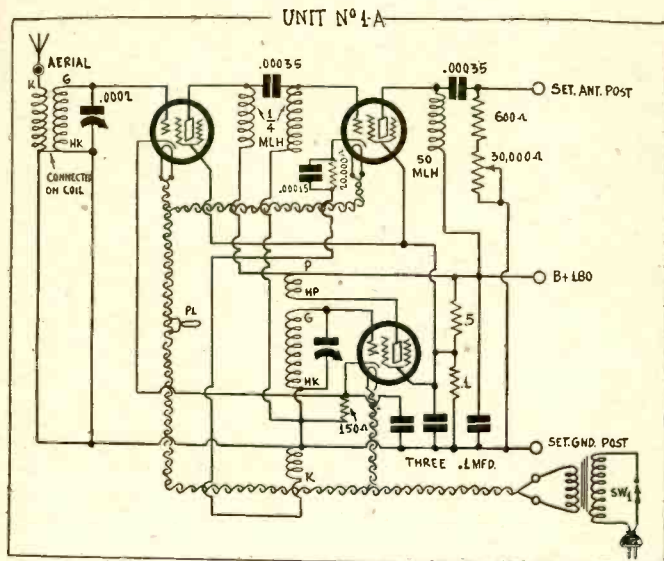 UNIT Nº 1-A
AERIAL
K
G
.0002
HK
CONNECTED
ON COIL
.00035
1/4
MLH
.00015
20,000Ω
.00035
50
MLH
SET. ANT. POST
600Ω
30,000Ω
P
HP
B+180
PL
G
HK
5
1
150Ω
SET. GND. POST
THREE .1 MFD.
K
SW1